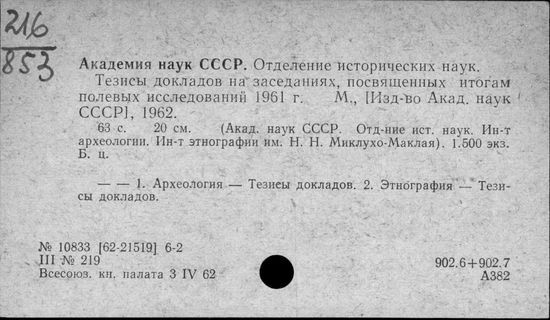 216
853
Академия наук СССР. Отделение исторических наук.
Тезисы докладов на заседаниях, посвященных итогам
полевых исследований 1961 г. М., [Изд-во Акад. наук
СССР], 1962.
63 с. 20 см. (Акад. наук СССР. Отд-ние ист. наук. Ин-т
археологии. Ин-т этнографии им. Н. Н. Миклухо-Маклая). 1.500 экз.
Б. ц.
— — 1. Археология — Тезисы докладов. 2. Этнография — Тези-
сы докладов.
№ 10833 [62-21519] 6-2
III № 219
Всесоюз. кн. палата 3 IV 62
902.6+902.7
А382